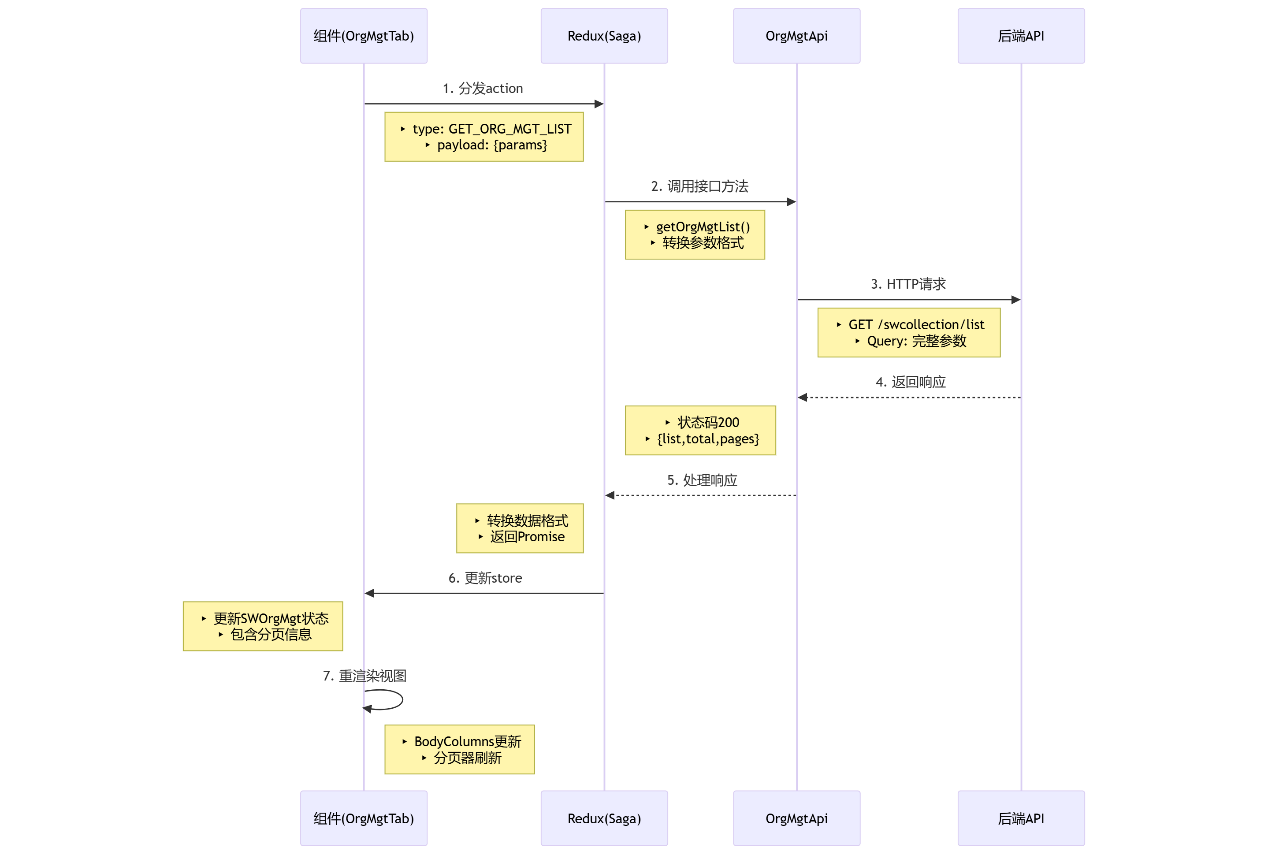 组件(OrgMgtTab)
Redux(Saga)
OrgMgtApi
后端API
1. 分发action
‣ type: GET_ORG_MGT_LIST
‣ payload: {params}
2. 调用接口方法
‣ getOrgMgtList()
‣ 转换参数格式
3. HTTP请求
‣ GET /swcollection/list
‣ Query: 完整参数
4. 返回响应
‣ 状态码200
‣ {list,total,pages}
5. 处理响应
‣ 转换数据格式
‣ 返回Promise
6. 更新store
‣ 更新SWOrgMgt状态
‣ 包含分页信息
7. 重渲染视图
‣ BodyColumns更新
‣ 分页器刷新
组件(OrgMgtTab)
Redux(Saga)
OrgMgtApi
后端API